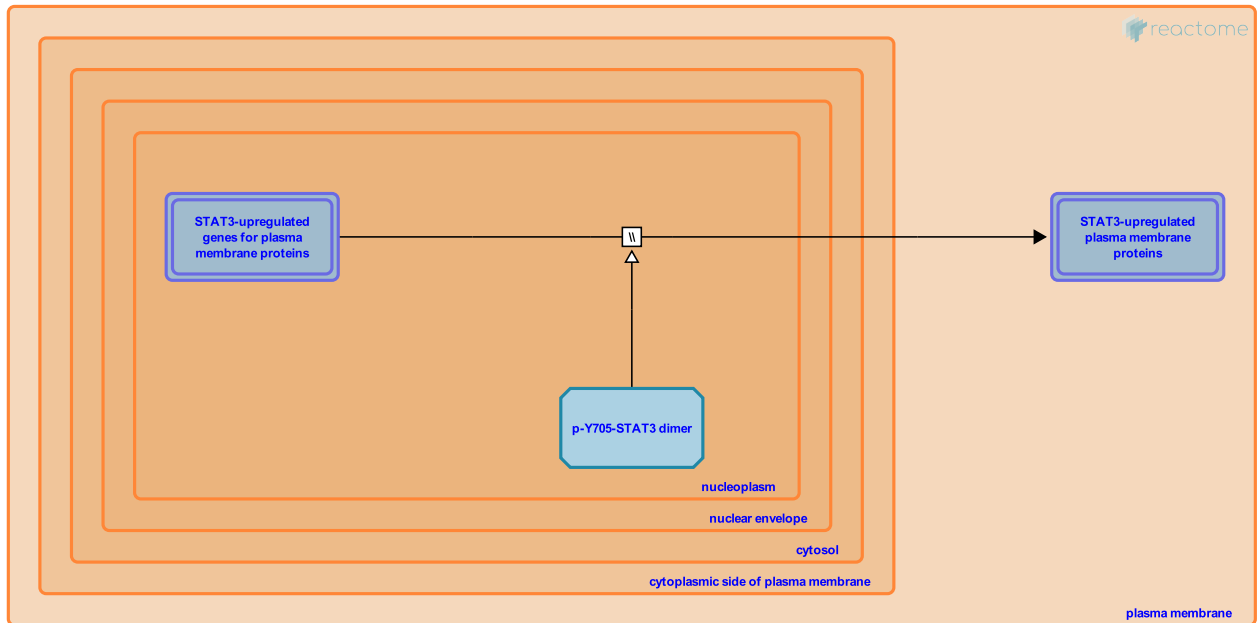 reactome
STAT3-upregulated
genes for plasma
membrane proteins
\\
STAT3-upregulated
plasma membrane
proteins
p-Y705-STAT3 dimer
nucleoplasm
nuclear envelope
cytosol
cytoplasmic side of plasma membrane
plasma membrane